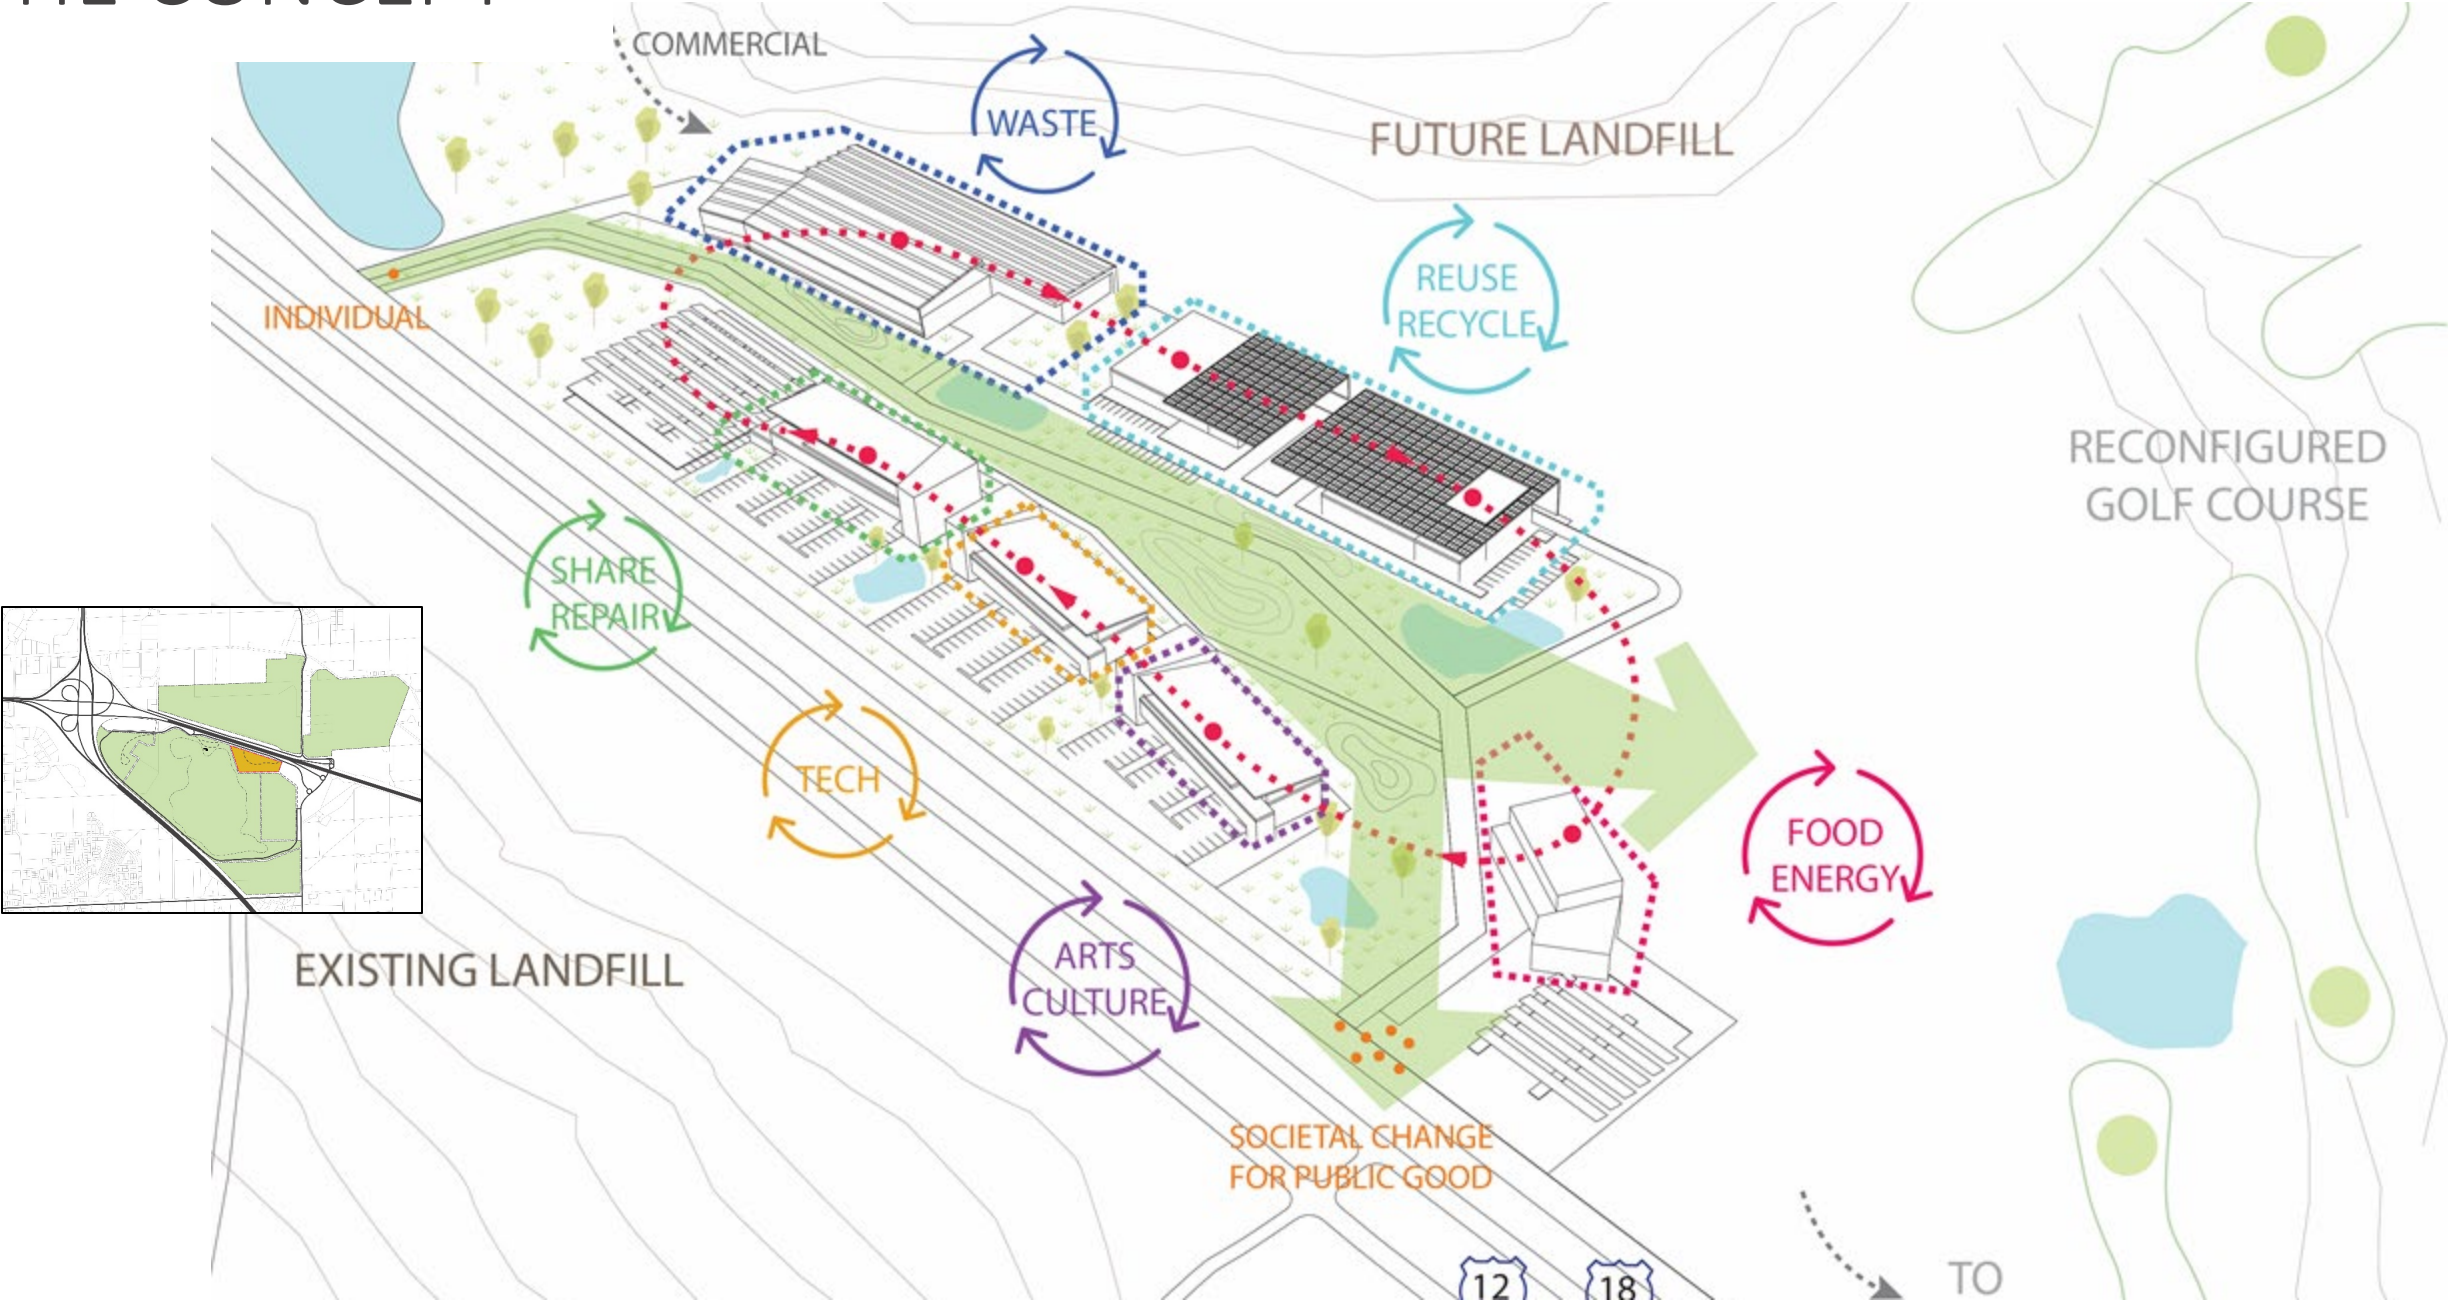 COMMERCIAL
WASTE
FUTURE LANDFILL
REUSE
RECYCLE
INDIVIDUAL
RECONFIGURED
GOLF COURSE
SHARE
REPAIR
TECH
FOOD
ENERGY
ARTS
CULTURE
EXISTING LANDFILL
SOCIETAL CHANGE
FOR PUBLIC GOOD
12
18
TO